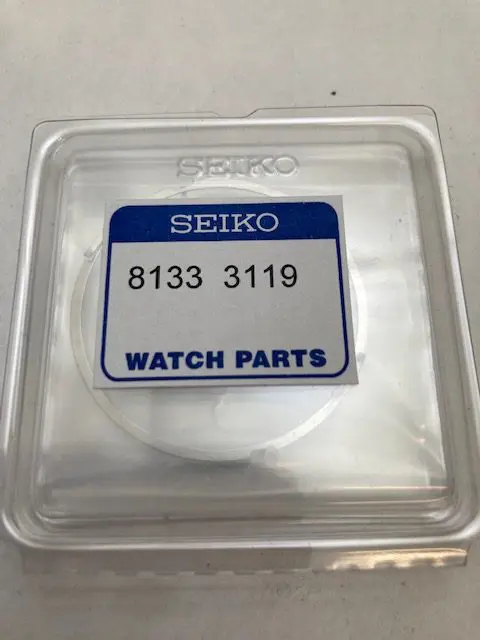 SEIKO
SEIKO
8133 3119
WATCH PARTS